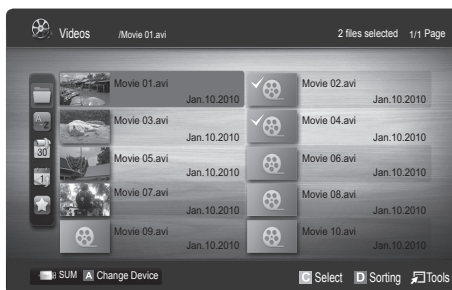 Videos /Movie 01.avi 2 files selected 1/1 Page
Movie 01.avi Movie 02.avi
Jan.10.2010 Jan.10.2010
Movie 03.avi Movie 04.avi
Jan.10.2010 Jan.10.2010
Movie 05.avi Movie 06.avi
Jan.10.2010 Jan.10.2010
Movie 07.avi Movie 08.avi
Jan.10.2010 Jan.10.2010
Movie 09.avi Movie 10.avi
Jan.10.2010 Jan.10.2010
SUM A Change Device C Select D Sorting Tools